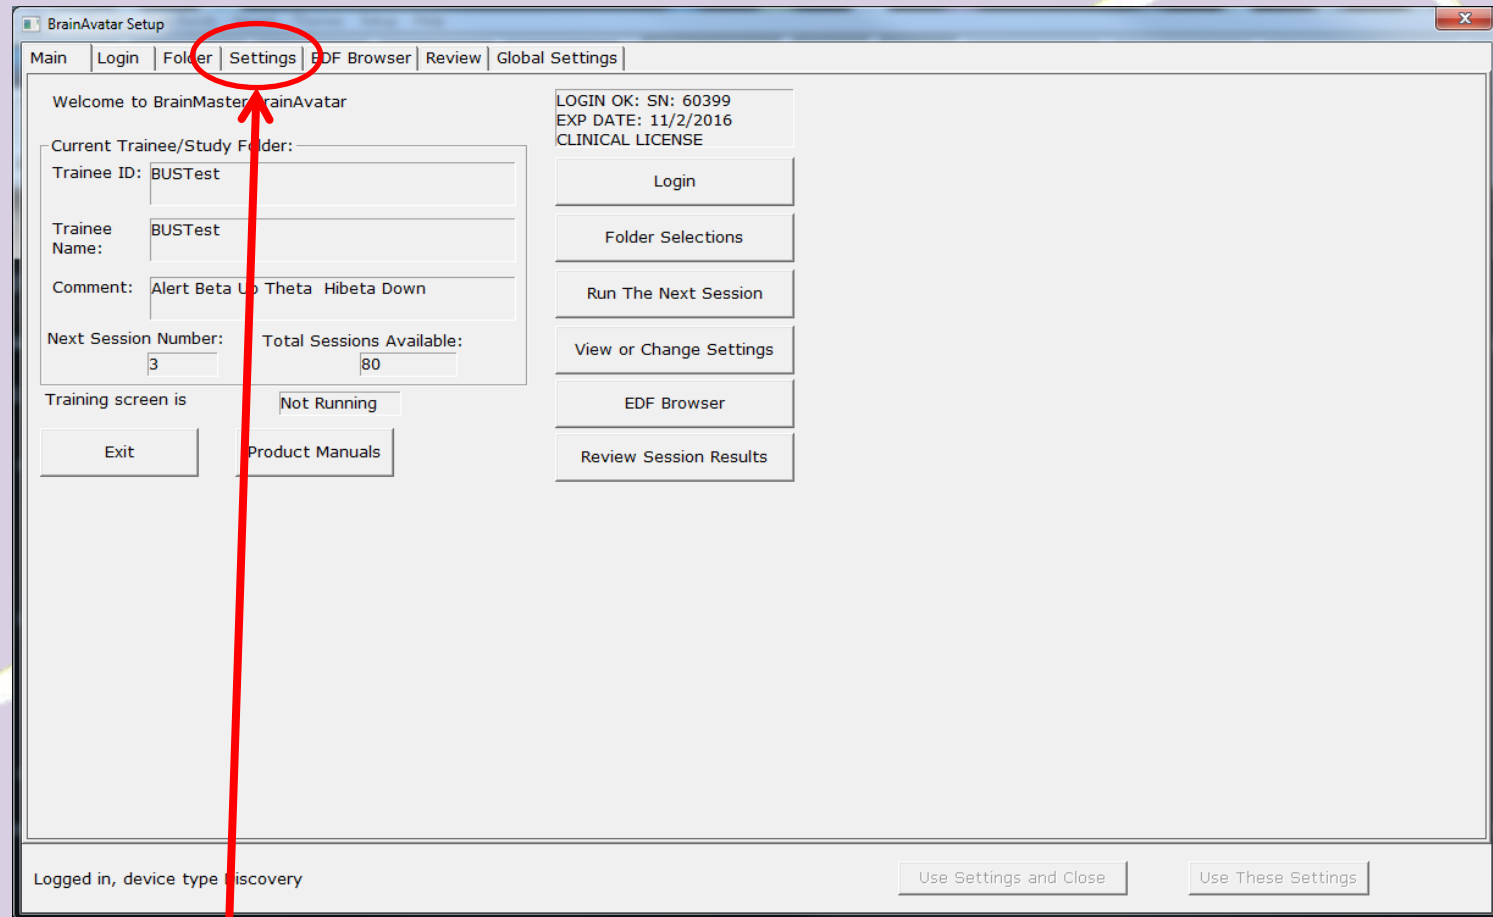 BrainAvatar Setup
Main Login Folder Settings EDF Browser Review Global Settings
Welcome to BrainMaster BrainAvatar
Current Trainee/Study Folder:
Trainee ID: BUSTest
Trainee Name: BUSTest
Comment: Alert Beta Up Theta Hibeta Down
Next Session Number: 3
Total Sessions Available: 80
Training screen is Not Running
Exit
Product Manuals
LOGIN OK: SN: 60399
EXP DATE: 11/2/2016
CLINICAL LICENSE
Login
Folder Selections
Run The Next Session
View or Change Settings
EDF Browser
Review Session Results
Logged in, device type Discovery
Use Settings and Close
Use These Settings